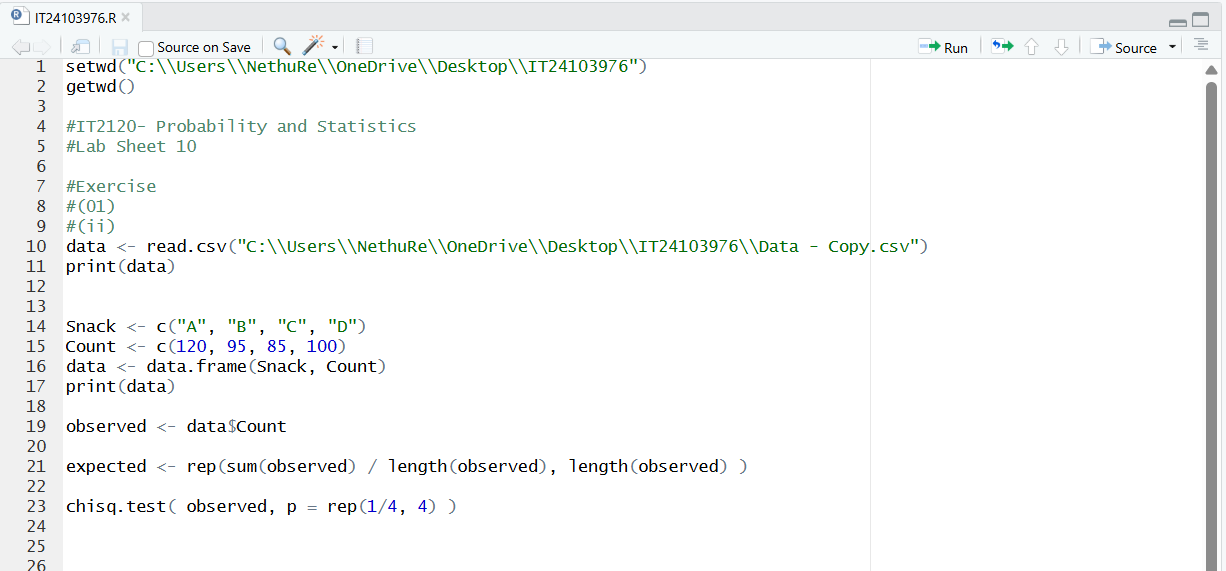 IT24103976.R
Source on Save Run Source
1 setwd("C:\\Users\\NethuRe\\OneDrive\\Desktop\\IT24103976")
2 getwd()
3
4 #IT2120- Probability and Statistics
5 #Lab Sheet 10
6
7 #Exercise
8 #(01)
9 #(ii)
10 data <- read.csv("C:\\Users\\NethuRe\\OneDrive\\Desktop\\IT24103976\\Data - Copy.csv")
11 print(data)
12
13
14 Snack <- c("A", "B", "C", "D")
15 Count <- c(120, 95, 85, 100)
16 data <- data.frame(Snack, Count)
17 print(data)
18
19 observed <- data$Count
20
21 expected <- rep(sum(observed) / length(observed), length(observed) )
22
23 chisq.test( observed, p = rep(1/4, 4) )
24
25
26